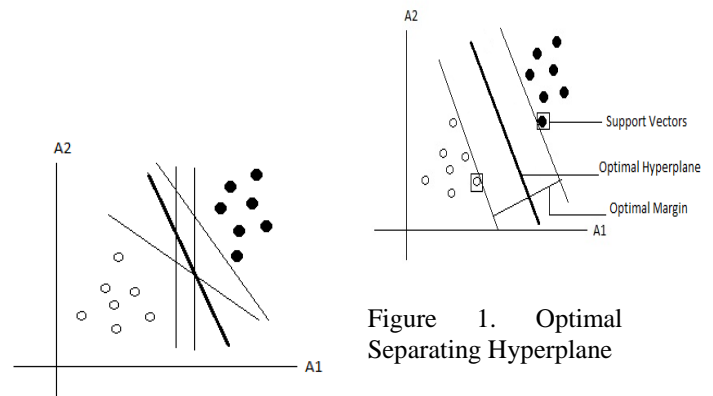 A2
A1
A2
Support Vectors
Optimal Hyperplane
Optimal Margin
A1
Figure 1. Optimal
Separating Hyperplane